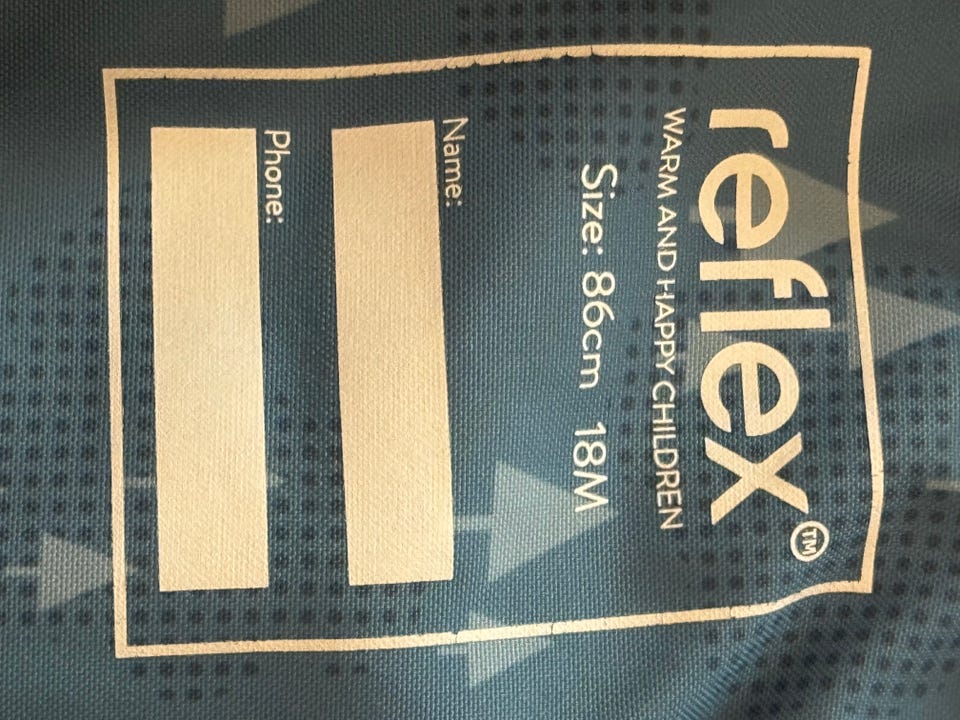 reflex™
WARM AND HAPPY CHILDREN
Size: 86cm 18M
Name:
Phone: